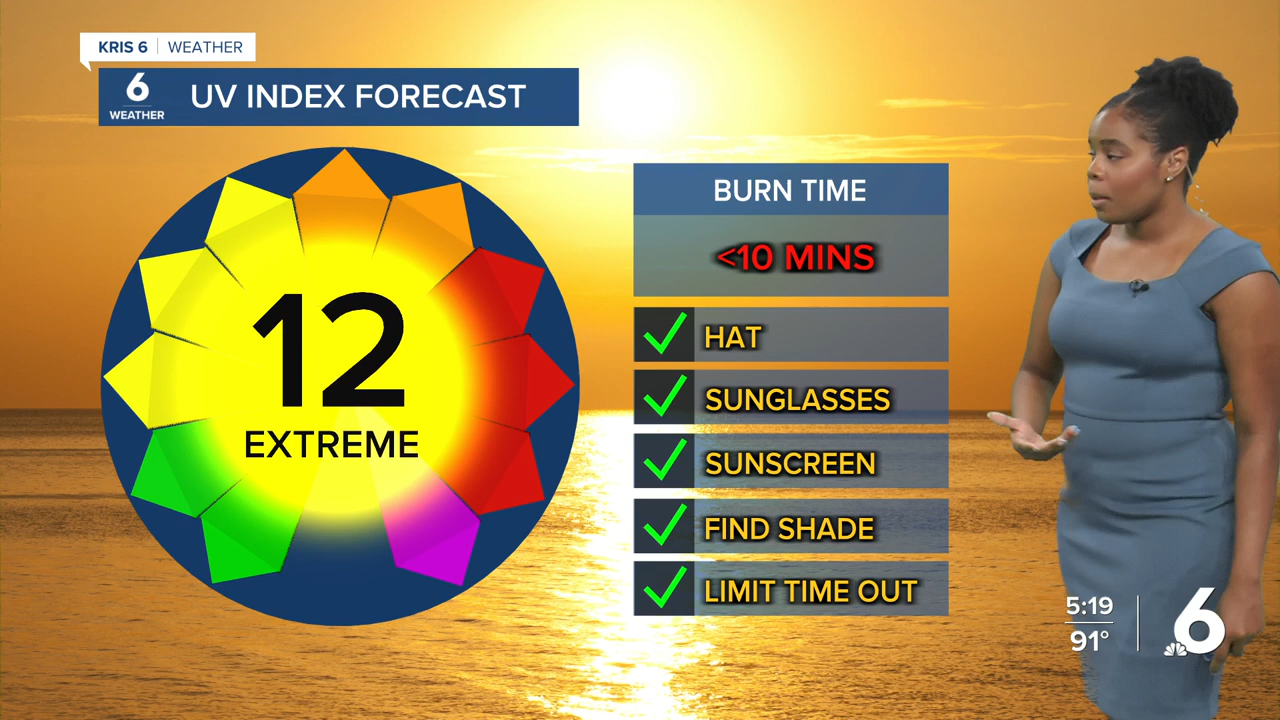 KRIS 6 WEATHER
6
WEATHER
UV INDEX FORECAST
12
EXTREME
BURN TIME
<10 MINS
HAT
SUNGLASSES
SUNSCREEN
FIND SHADE
LIMIT TIME OUT
5:19
91°
6